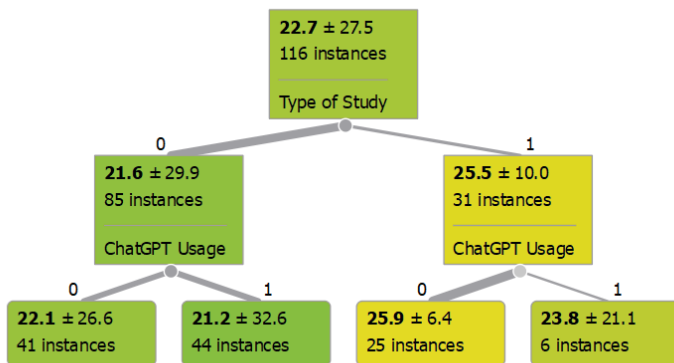 22.7 ± 27.5
116 instances
Type of Study
0
1
21.6 ± 29.9
85 instances
ChatGPT Usage
25.5 ± 10.0
31 instances
ChatGPT Usage
0
1
0
1
22.1 ± 26.6
41 instances
21.2 ± 32.6
44 instances
25.9 ± 6.4
25 instances
23.8 ± 21.1
6 instances